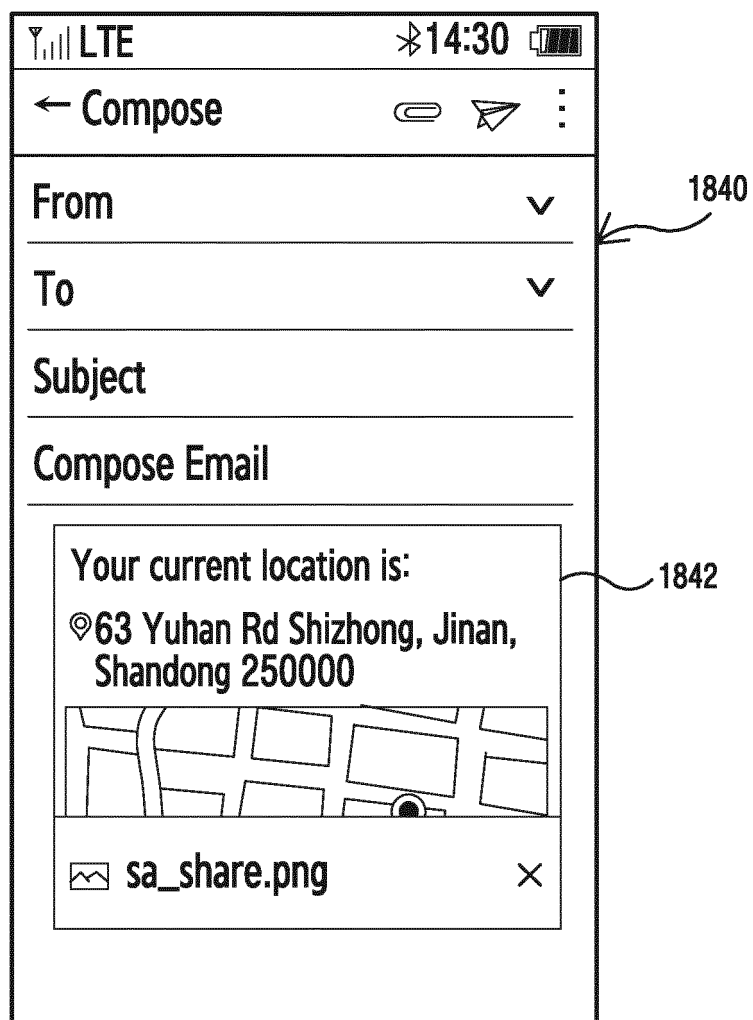 LTE 14:30
← Compose
From
1840
To
Subject
Compose Email
Your current location is:
1842
63 Yuhan Rd Shizhong, Jinan,
Shandong 250000
sa_share.png